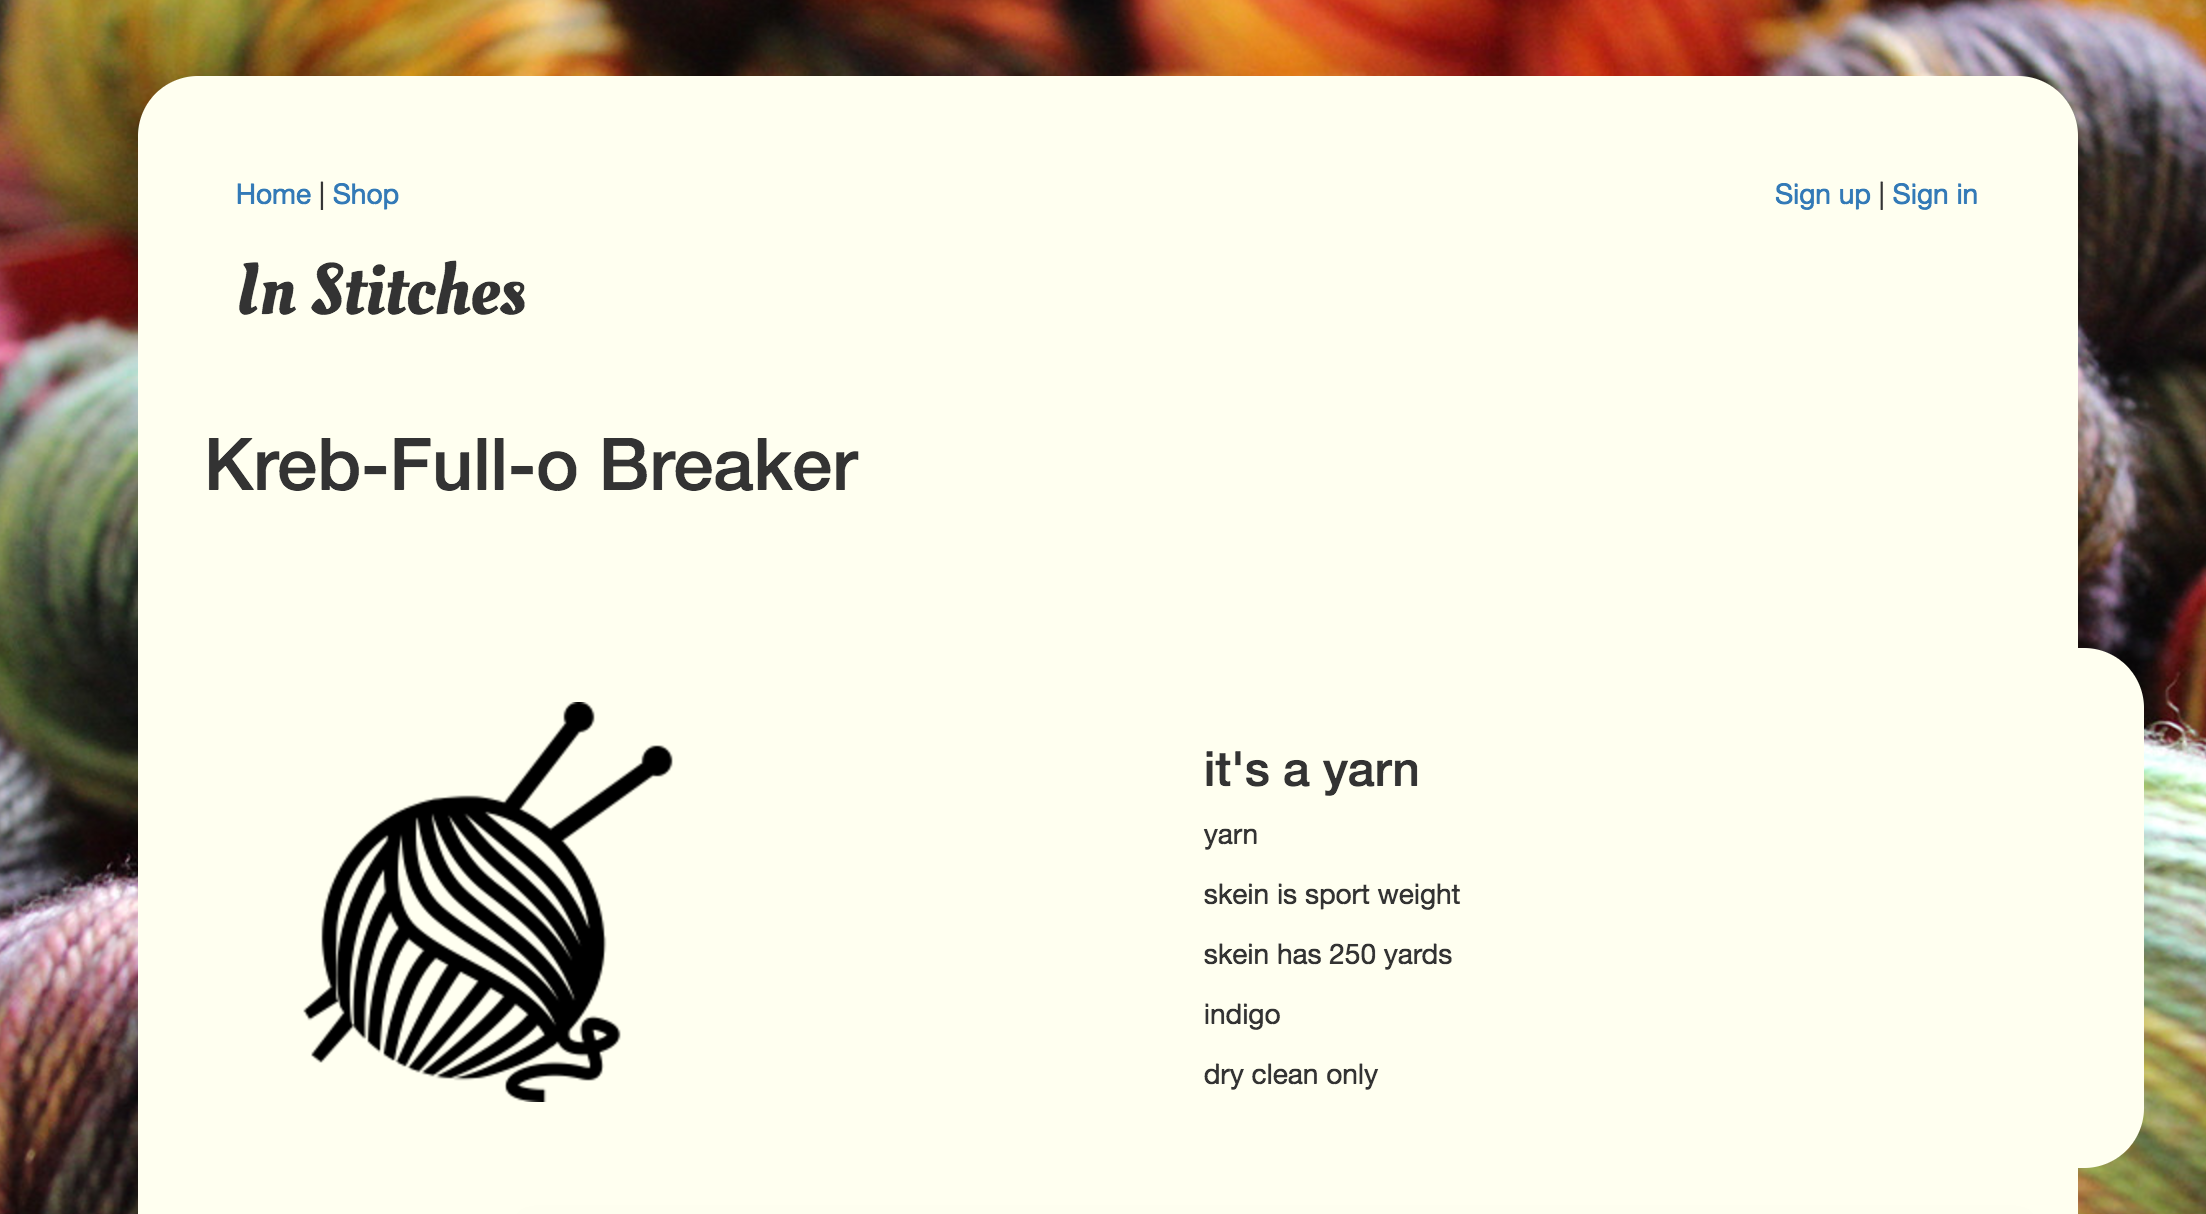 Home | Shop
Sign up | Sign in
In Stitches
Kreb-Full-o Breaker
it's a yarn
yarn
skein is sport weight
skein has 250 yards
indigo
dry clean only